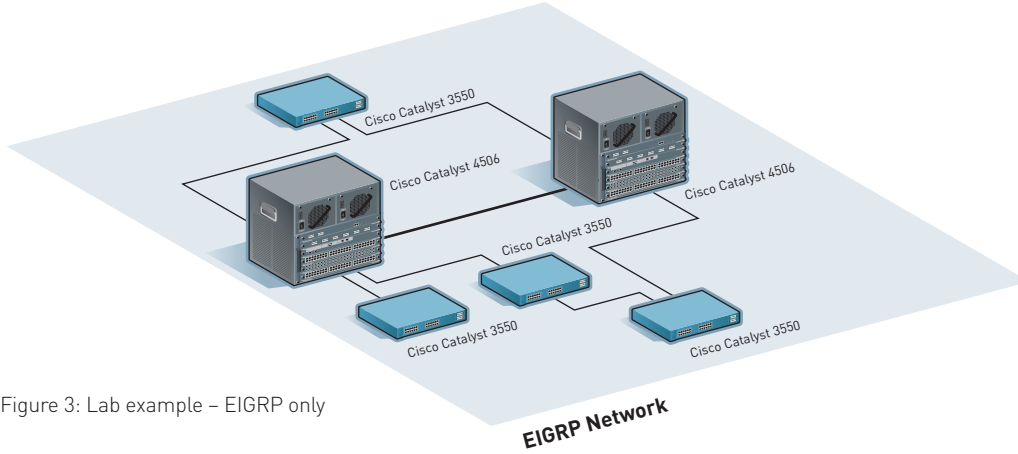 Cisco Catalyst 3550
Cisco Catalyst 4506
Cisco Catalyst 4506
Cisco Catalyst 3550
Cisco Catalyst 3550
Cisco Catalyst 3550
Figure 3: Lab example – EIGRP only
EIGRP Network